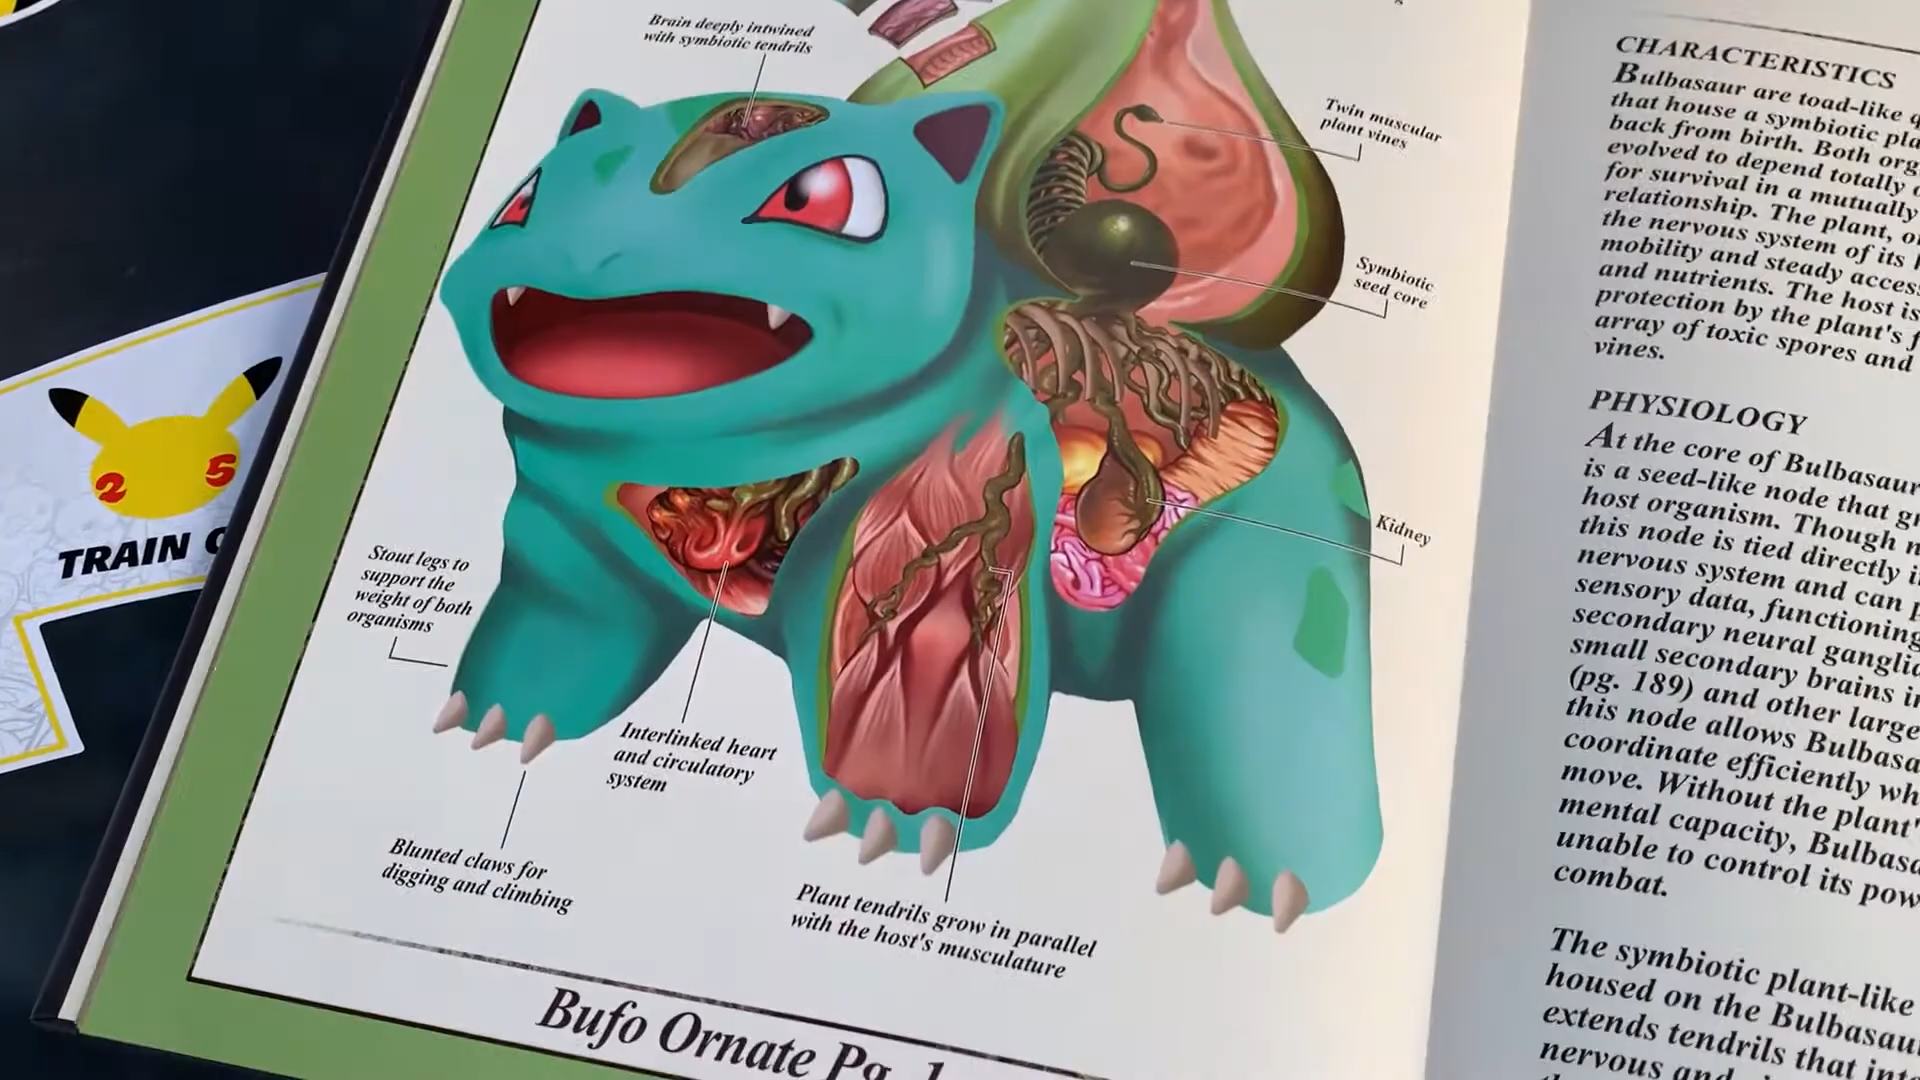 Brain deeply intwined
with symbiotic tendrils
Twin muscular
plant vines
Symbiotic
seed core
Kidney
Stout legs to
support the
weight of both
organisms
Interlinked heart
and circulatory
system
Blunted claws for
digging and climbing
Plant tendrils grow in parallel
with the host's musculature
Bufo Ornate Pg. 1
2 5
TRAIN
CHARACTERISTICS
Bulbasaur are toad-like
that house a symbiotic
back from birth. Both
evolved to depend totally
for survival in a mutually
relationship. The plant,
the nervous system of its
mobility and steady
and nutrients. The host is
protection by the plant's
array of toxic spores and
vines.
PHYSIOLOGY
At the core of
is a seed-like node that
host organism. Though
this node is tied directly
nervous system and can
sensory data, functioning
secondary neural
small secondary brains
(pg. 189) and other large
this node allows
coordinate efficiently
move. Without the plant's
mental capacity,
unable to control its
combat.
The symbiotic plant-like
housed on the
extends tendrils that
nervous and